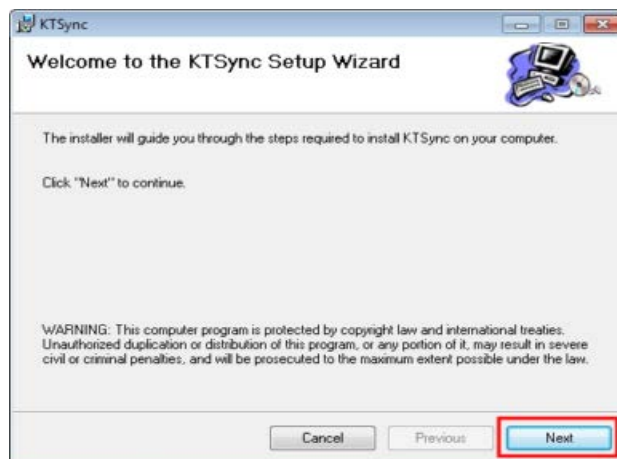 KTSync
Welcome to the KTSync Setup Wizard
The installer will guide you through the steps required to install KTSync on your computer.
Click "Next" to continue.
WARNING: This computer program is protected by copyright law and international treaties.
Unauthorized duplication or distribution of this program, or any portion of it, may result in severe
civil or criminal penalties, and will be prosecuted to the maximum extent possible under the law.
Cancel
Previous
Next